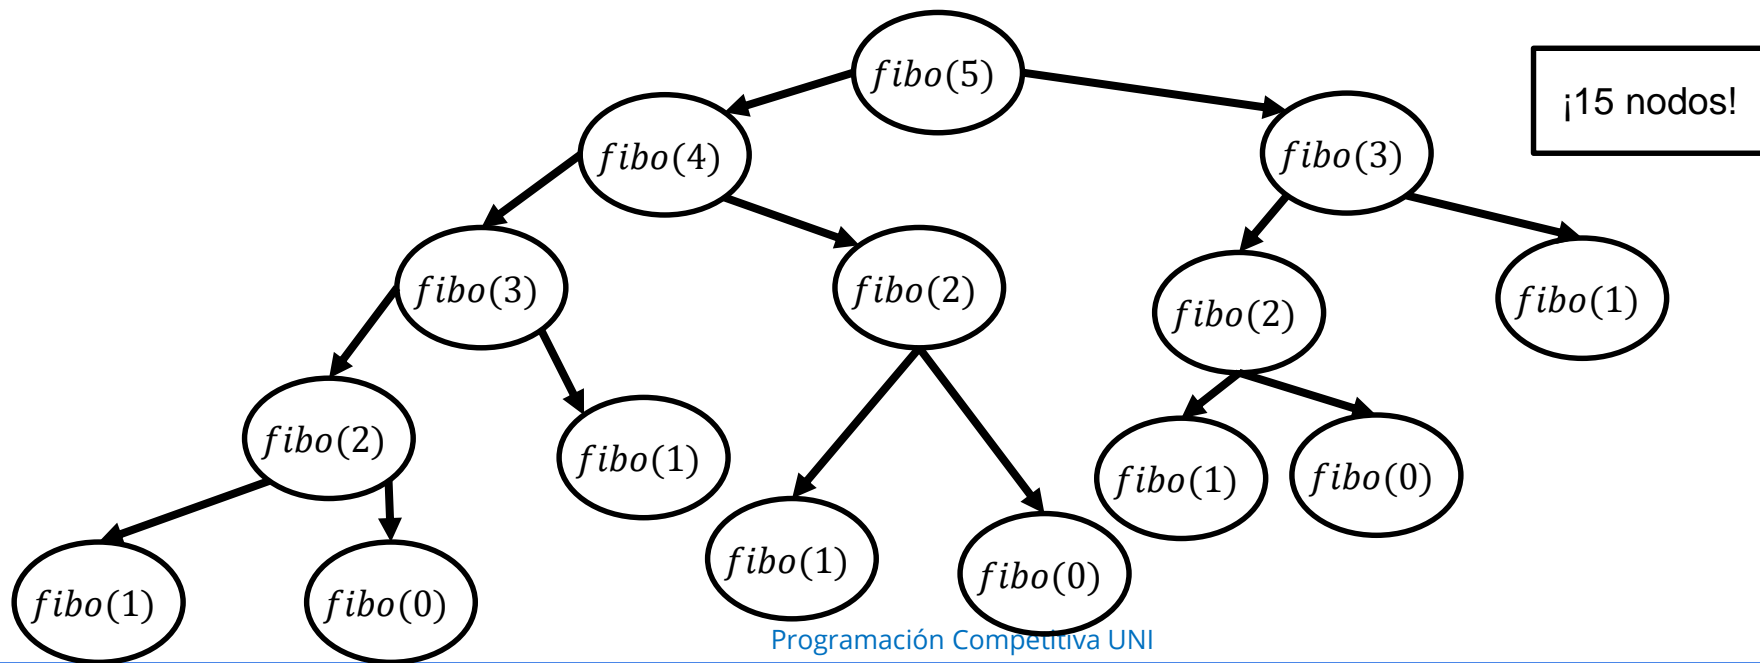 fibo(5)
¡15 nodos!
fibo(4)
fibo(3)
fibo(3)
fibo(2)
fibo(2)
fibo(1)
fibo(2)
fibo(1)
fibo(1)
fibo(0)
fibo(1)
fibo(0)
fibo(1)
fibo(0)
Programación Competitiva UNI